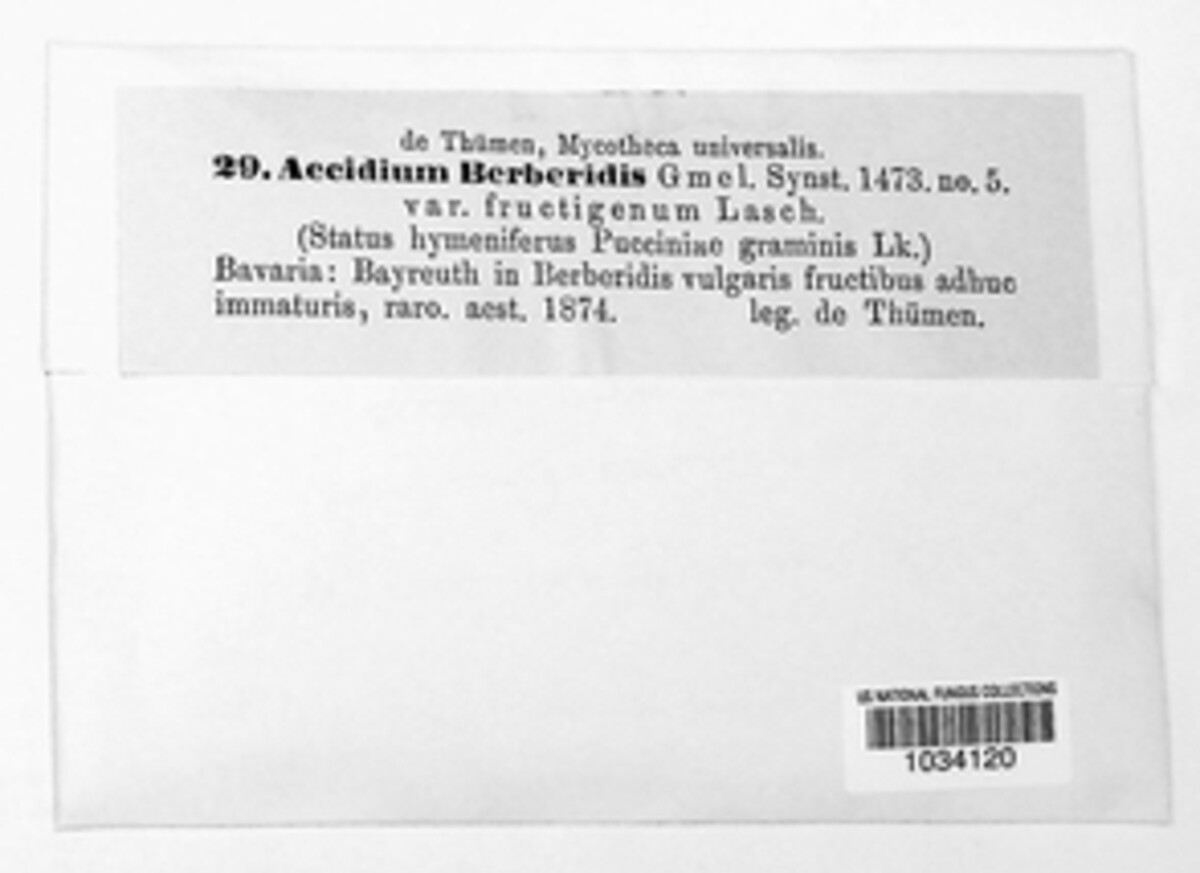 de Thümen, Mycotheca universalis.
29. Aecidium Berberidis Gmel. Synst. 1473. no. 5.
var. fructigenum Lasch.
(Status hymeniferus Pucciniae graminis Lk.)
Bavaria: Bayreuth in Berberidis vulgaris fructibus adhuc
immaturis, raro. aest. 1874. leg. de Thümen.
US NATIONAL FUNGUS COLLECTIONS
1034120